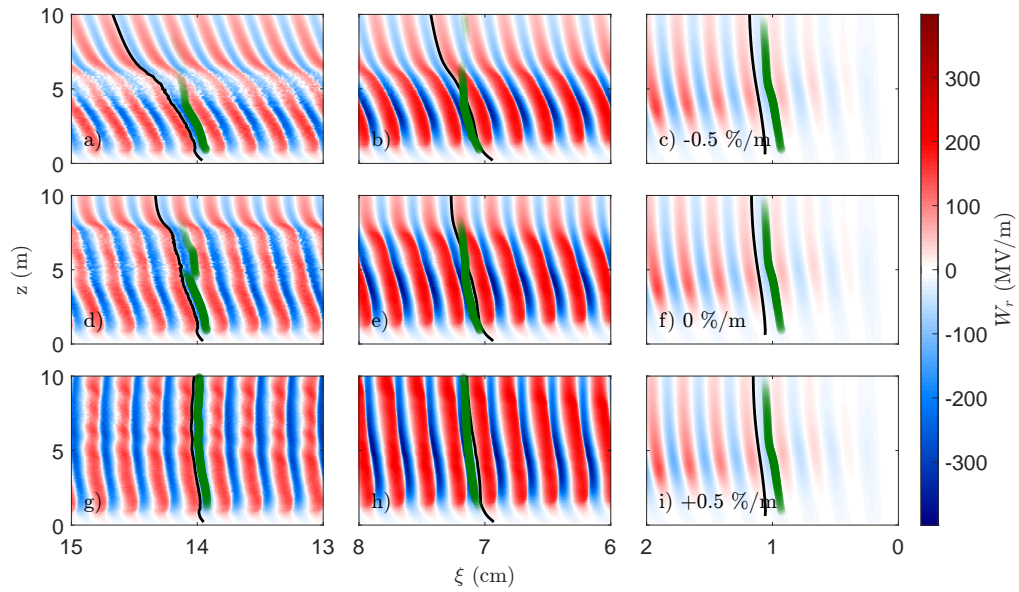 10
5
0
a)
b)
c) -0.5 %/m
10
5
0
z (m)
d)
e)
f) 0 %/m
10
5
0
g)
h)
i) +0.5 %/m
15 14 13
8 7 6
2 1 0
ξ (cm)
300
200
100
0
-100
-200
-300
W_r (MV/m)